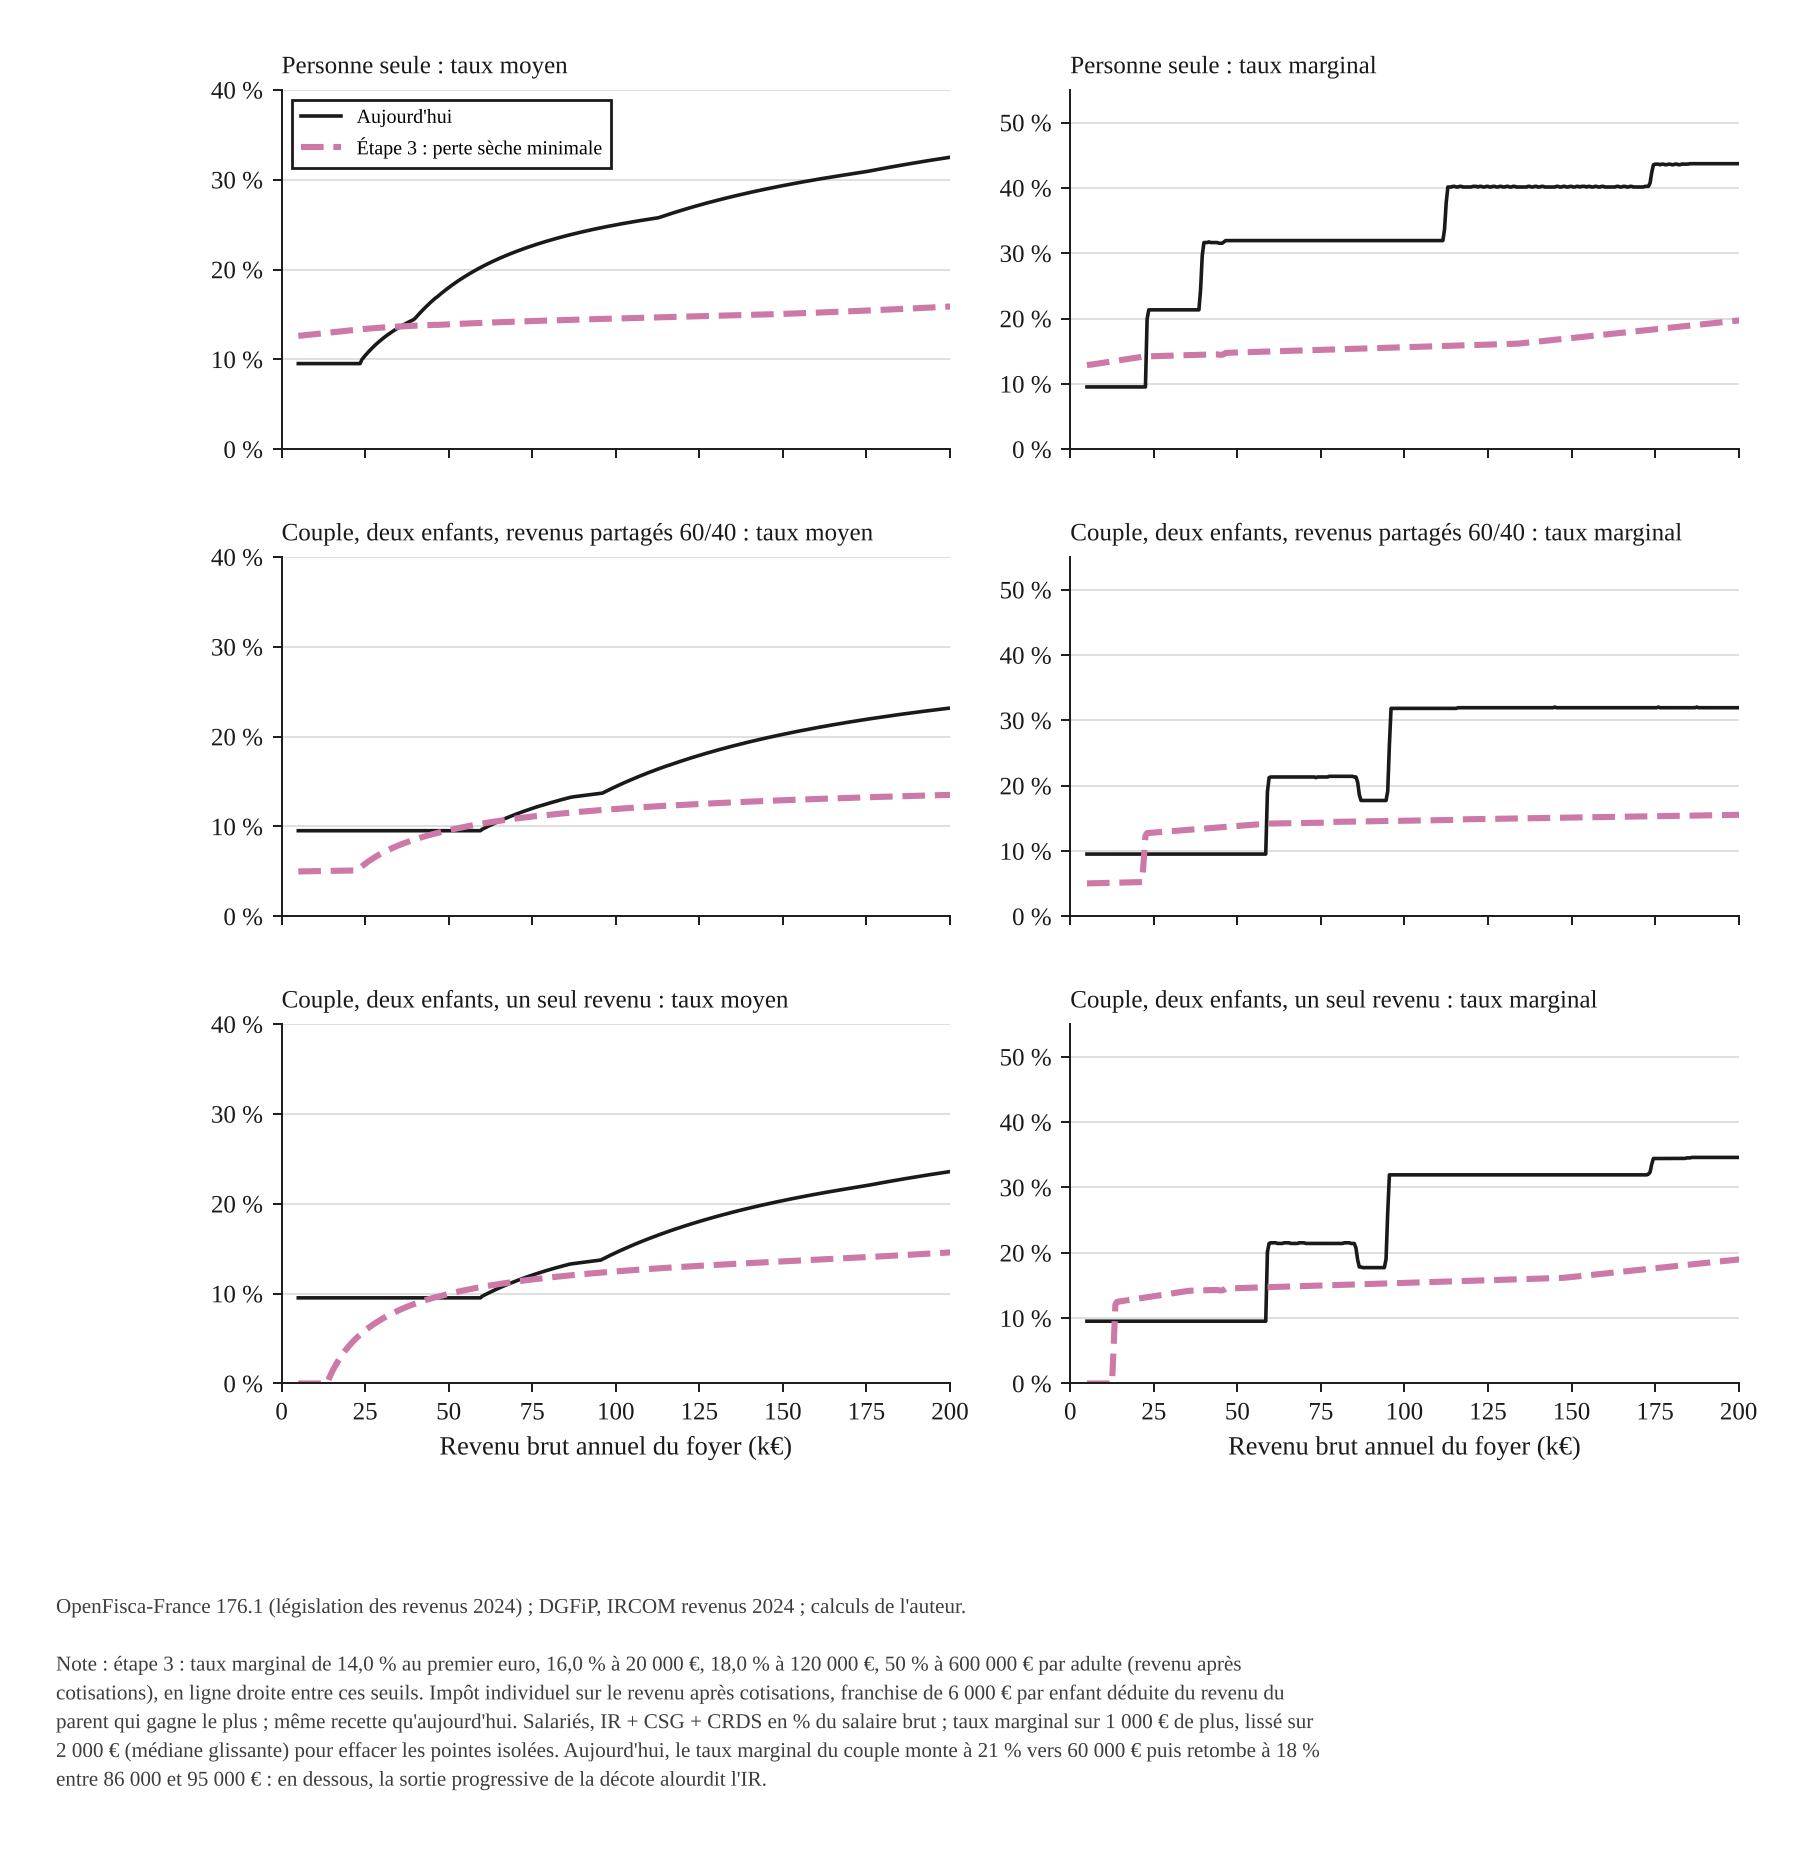 Personne seule : taux moyen
40 %
30 %
20 %
10 %
0 %
Aujourd'hui
Étape 3 : perte sèche minimale
Personne seule : taux marginal
50 %
40 %
30 %
20 %
10 %
0 %
Couple, deux enfants, revenus partagés 60/40 : taux moyen
40 %
30 %
20 %
10 %
0 %
Couple, deux enfants, revenus partagés 60/40 : taux marginal
50 %
40 %
30 %
20 %
10 %
0 %
Couple, deux enfants, un seul revenu : taux moyen
40 %
30 %
20 %
10 %
0 %
0 25 50 75 100 125 150 175 200
Revenu brut annuel du foyer (k€)
Couple, deux enfants, un seul revenu : taux marginal
50 %
40 %
30 %
20 %
10 %
0 %
0 25 50 75 100 125 150 175 200
Revenu brut annuel du foyer (k€)
OpenFisca-France 176.1 (législation des revenus 2024) ; DGFiP, IRCOM revenus 2024 ; calculs de l'auteur.
Note : étape 3 : taux marginal de 14,0 % au premier euro, 16,0 % à 20 000 €, 18,0 % à 120 000 €, 50 % à 600 000 € par adulte (revenu après
cotisations), en ligne droite entre ces seuils. Impôt individuel sur le revenu après cotisations, franchise de 6 000 € par enfant déduite du revenu du
parent qui gagne le plus ; même recette qu'aujourd'hui. Salariés, IR + CSG + CRDS en % du salaire brut ; taux marginal sur 1 000 € de plus, lissé sur
2 000 € (médiane glissante) pour effacer les pointes isolées. Aujourd'hui, le taux marginal du couple monte à 21 % vers 60 000 € puis retombe à 18 %
entre 86 000 et 95 000 € : en dessous, la sortie progressive de la décote alourdit l'IR.